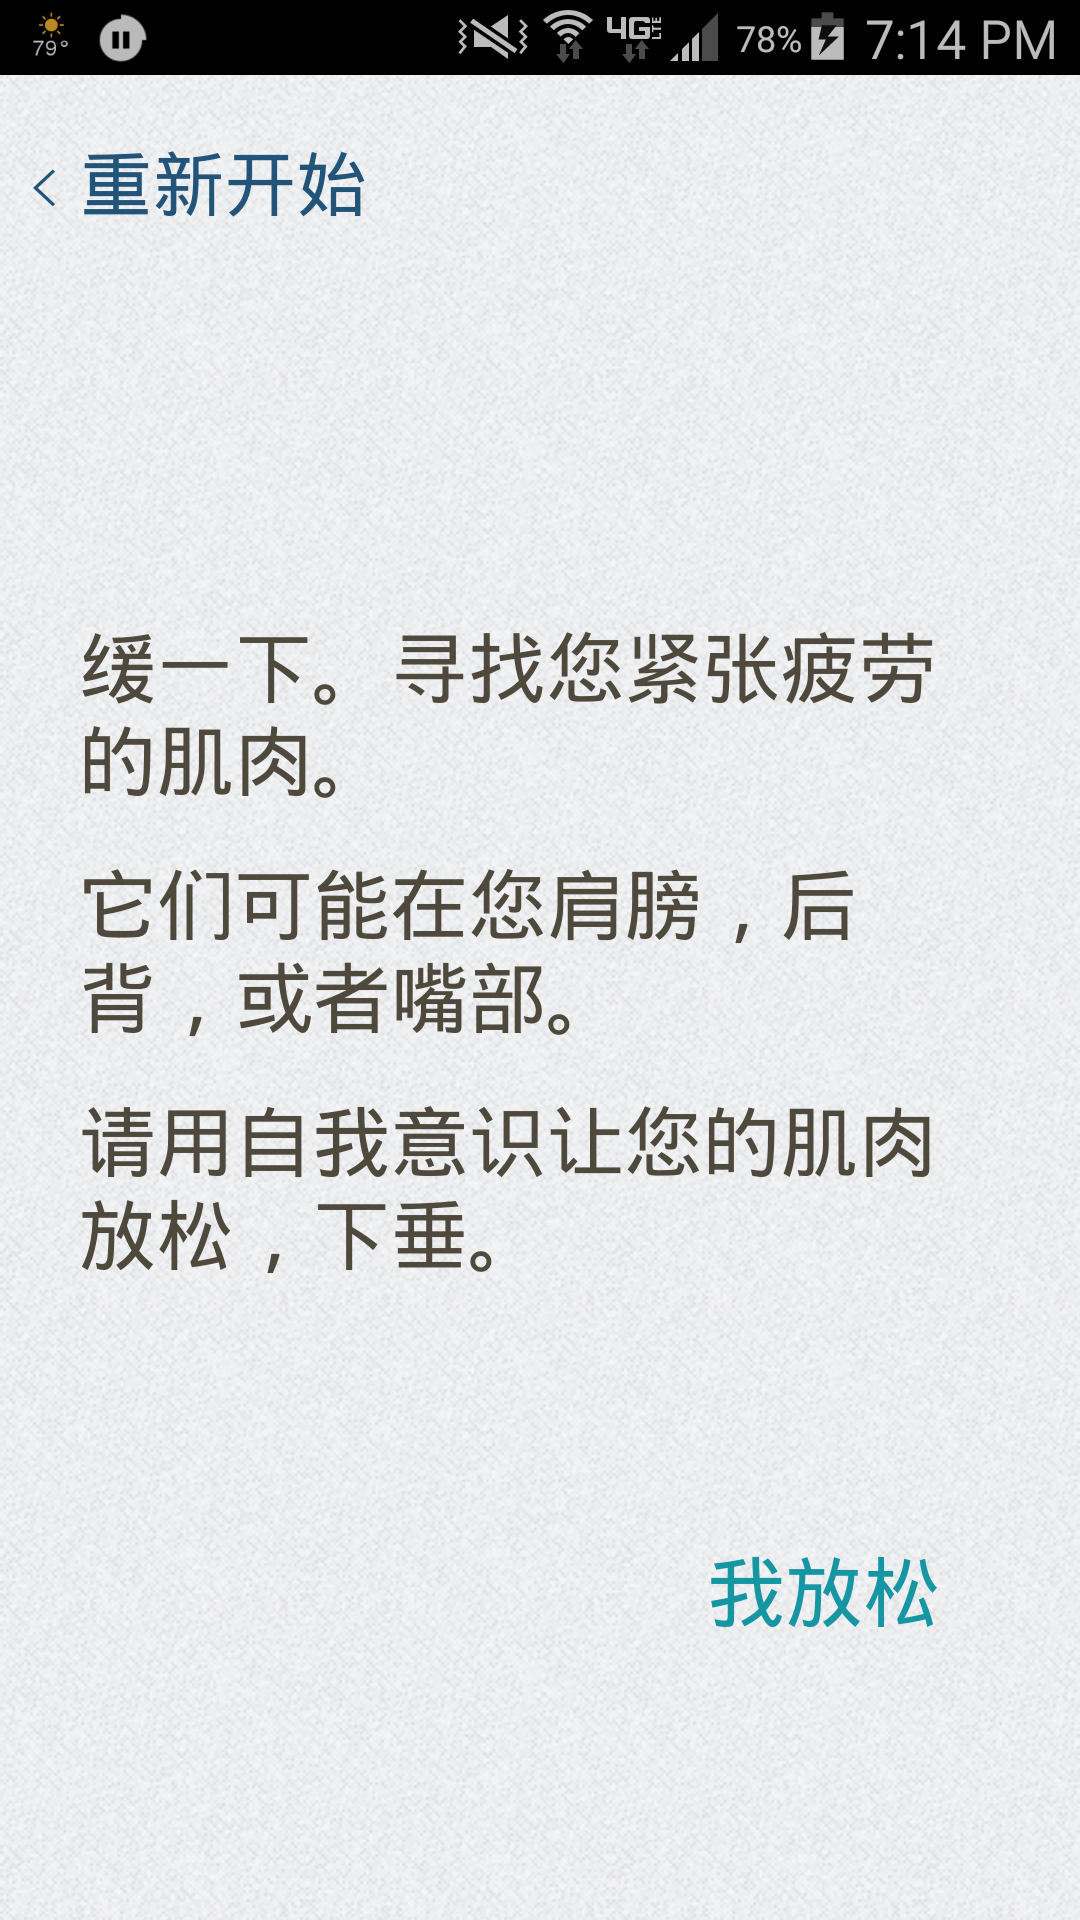 79°
4G LTE 78% 7:14 PM
重新开始
缓一下。寻找您紧张疲劳
的肌肉。
它们可能在您肩膀，后
背，或者嘴部。
请用自我意识让您的肌肉
放松，下垂。
我放松